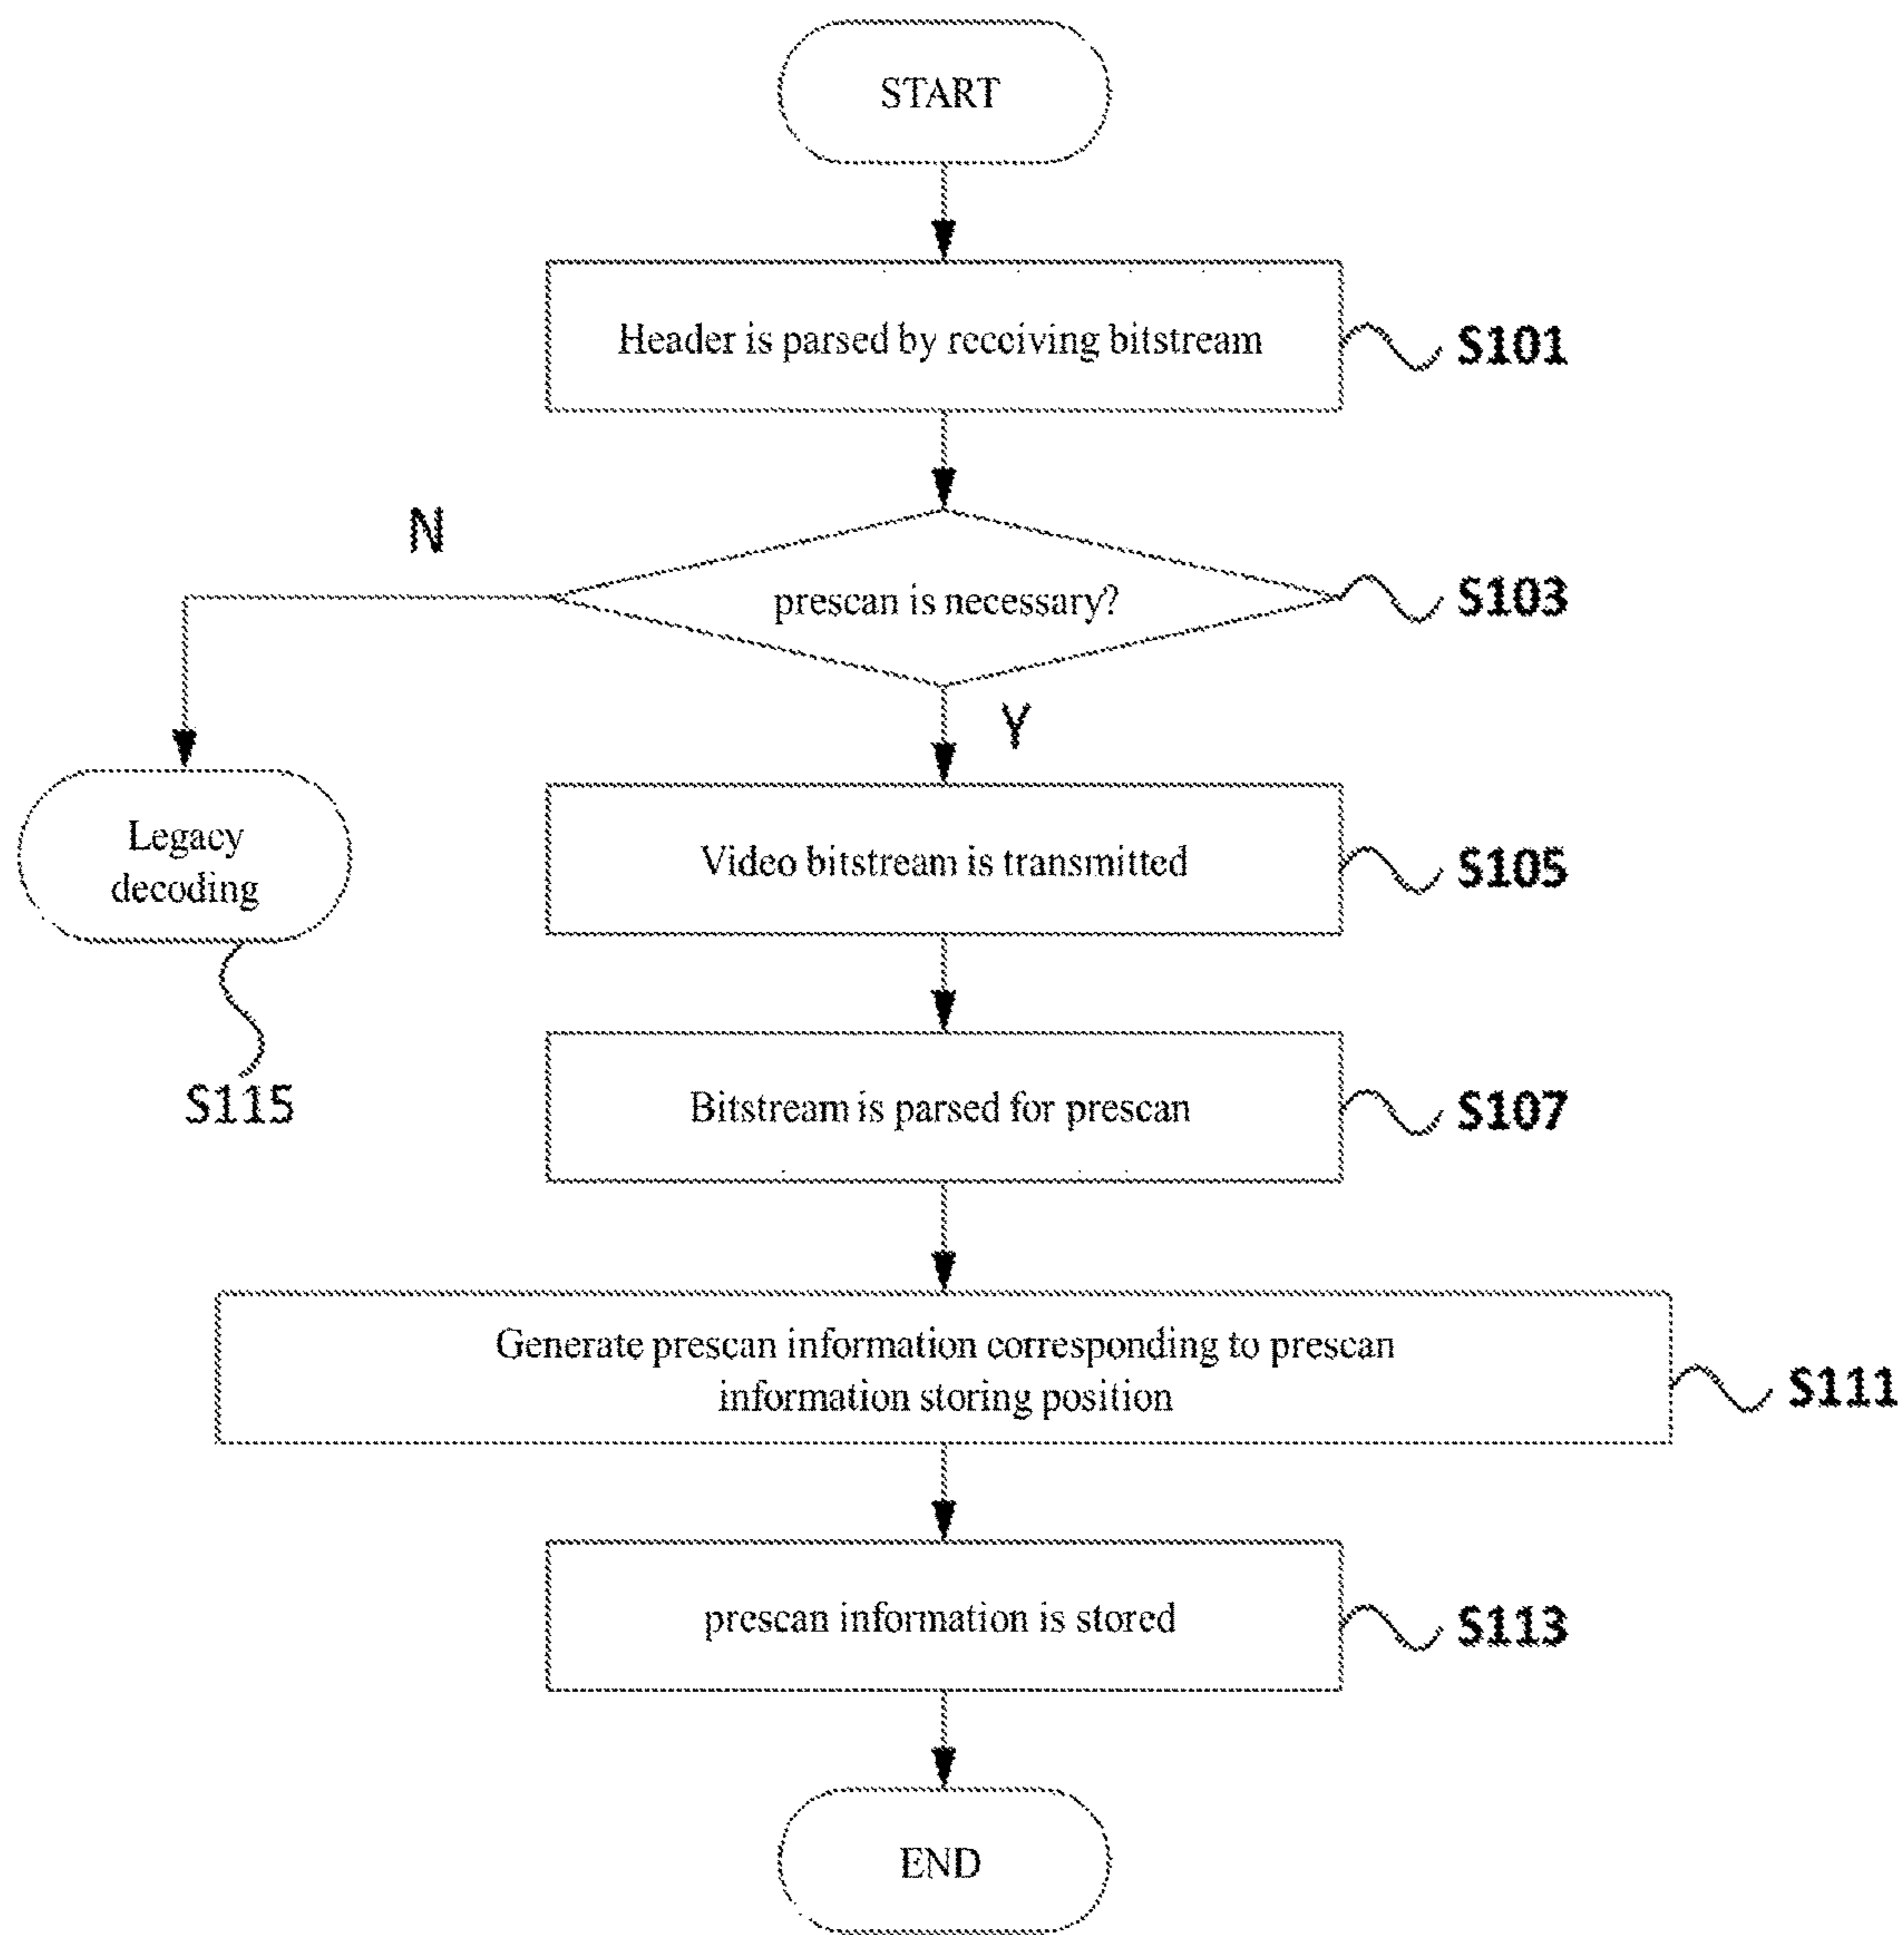 START
Header is parsed by receiving bitstream
S101
N
prescan is necessary?
S103
Y
Legacy
decoding
S115
Video bitstream is transmitted
S105
Bitstream is parsed for prescan
S107
Generate prescan information corresponding to prescan
information storing position
S111
prescan information is stored
S113
END